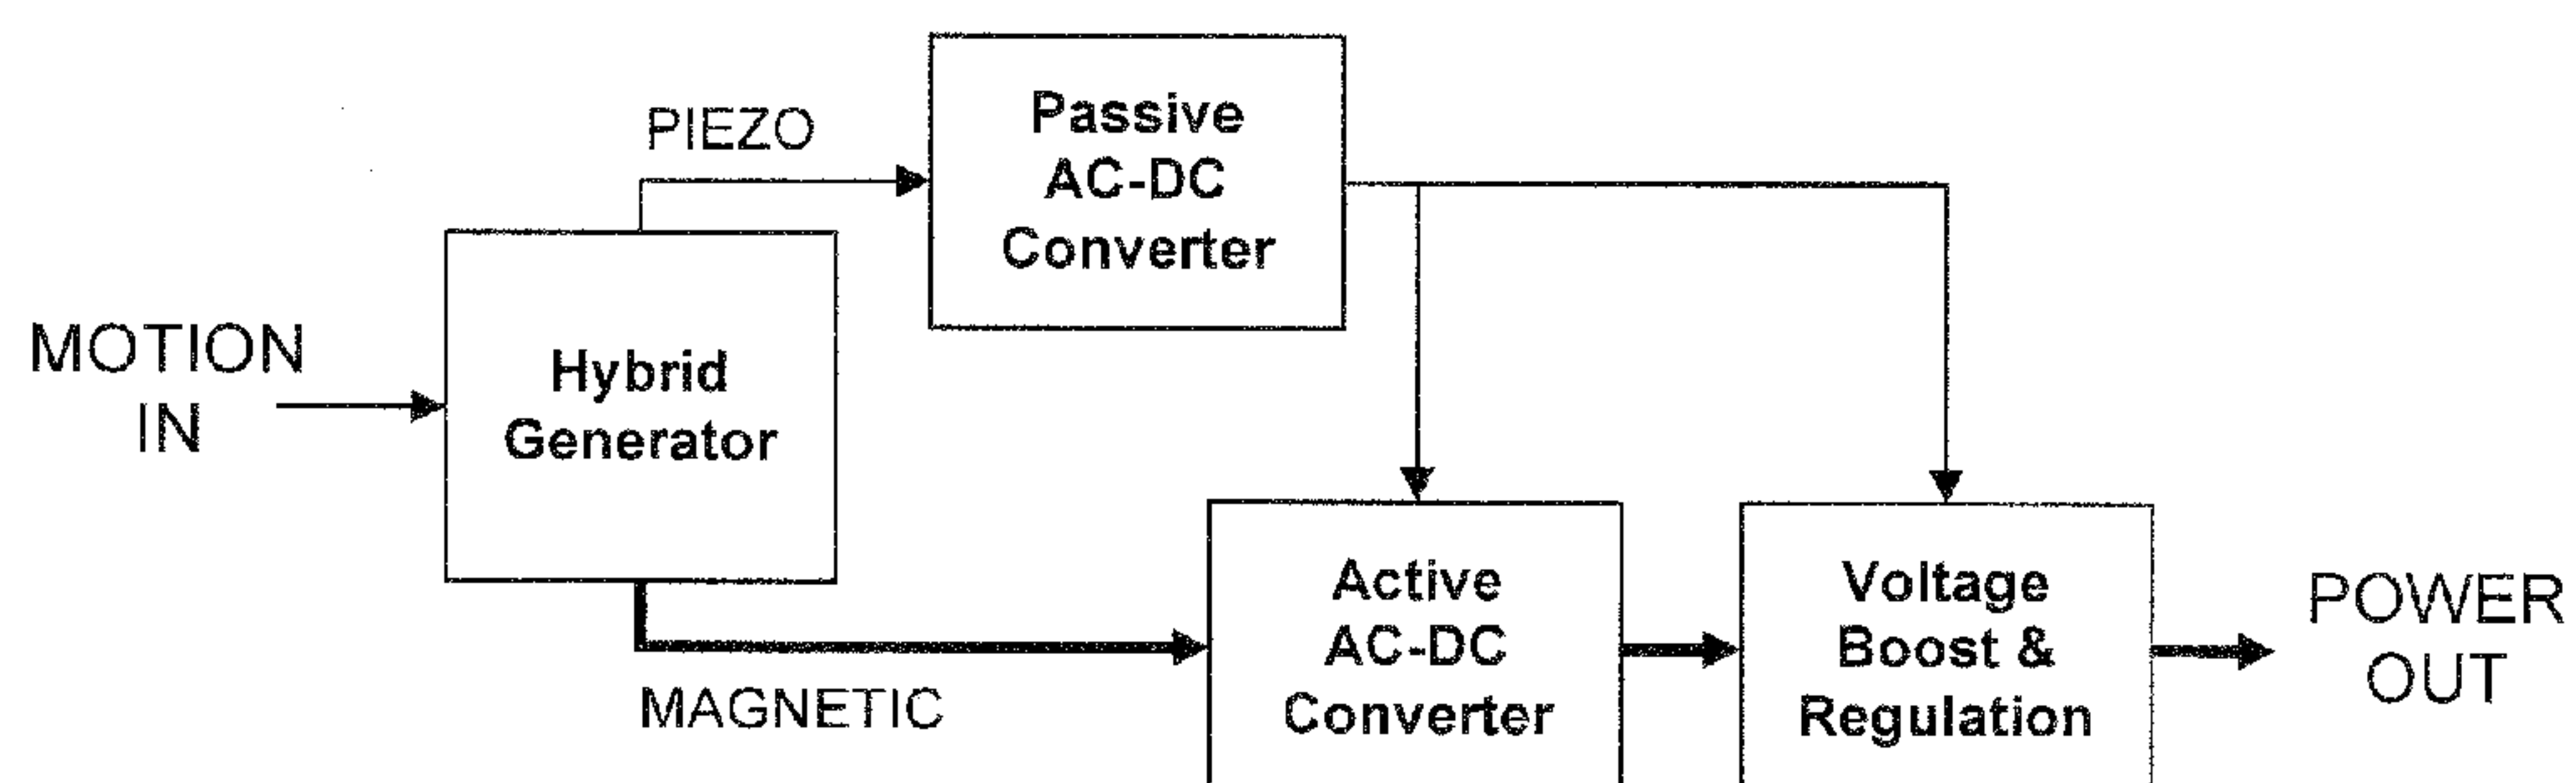 PIEZO
Passive
AC-DC
Converter
MOTION
IN
Hybrid
Generator
MAGNETIC
Active
AC-DC
Converter
Voltage
Boost &
Regulation
POWER
OUT